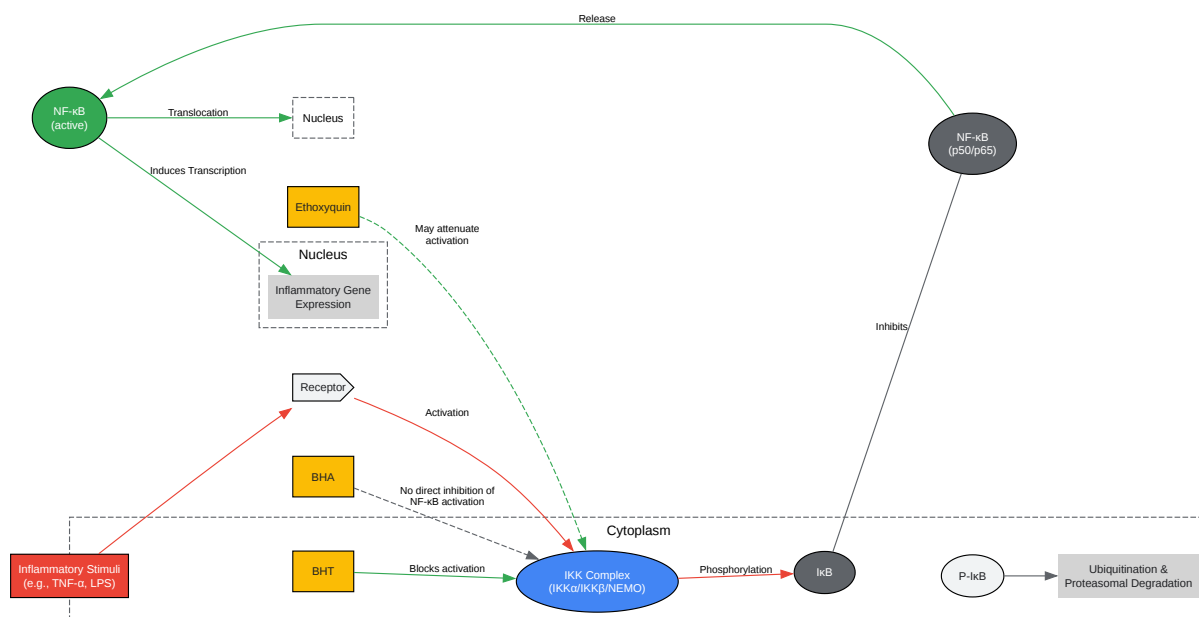 Release
NF-κB
(active)
Translocation
Nucleus
NF-κB
(p50/p65)
Induces Transcription
Ethoxyquin
May attenuate
activation
Nucleus
Inflammatory Gene
Expression
Inhibits
Receptor
Activation
BHA
No direct inhibition of
NF-κB activation
Cytoplasm
Inflammatory Stimuli
(e.g., TNF-α, LPS)
BHT
Blocks activation
IKK Complex
(IKKα/IKKβ/NEMO)
Phosphorylation
IκB
P-IκB
Ubiquitination &
Proteasomal Degradation